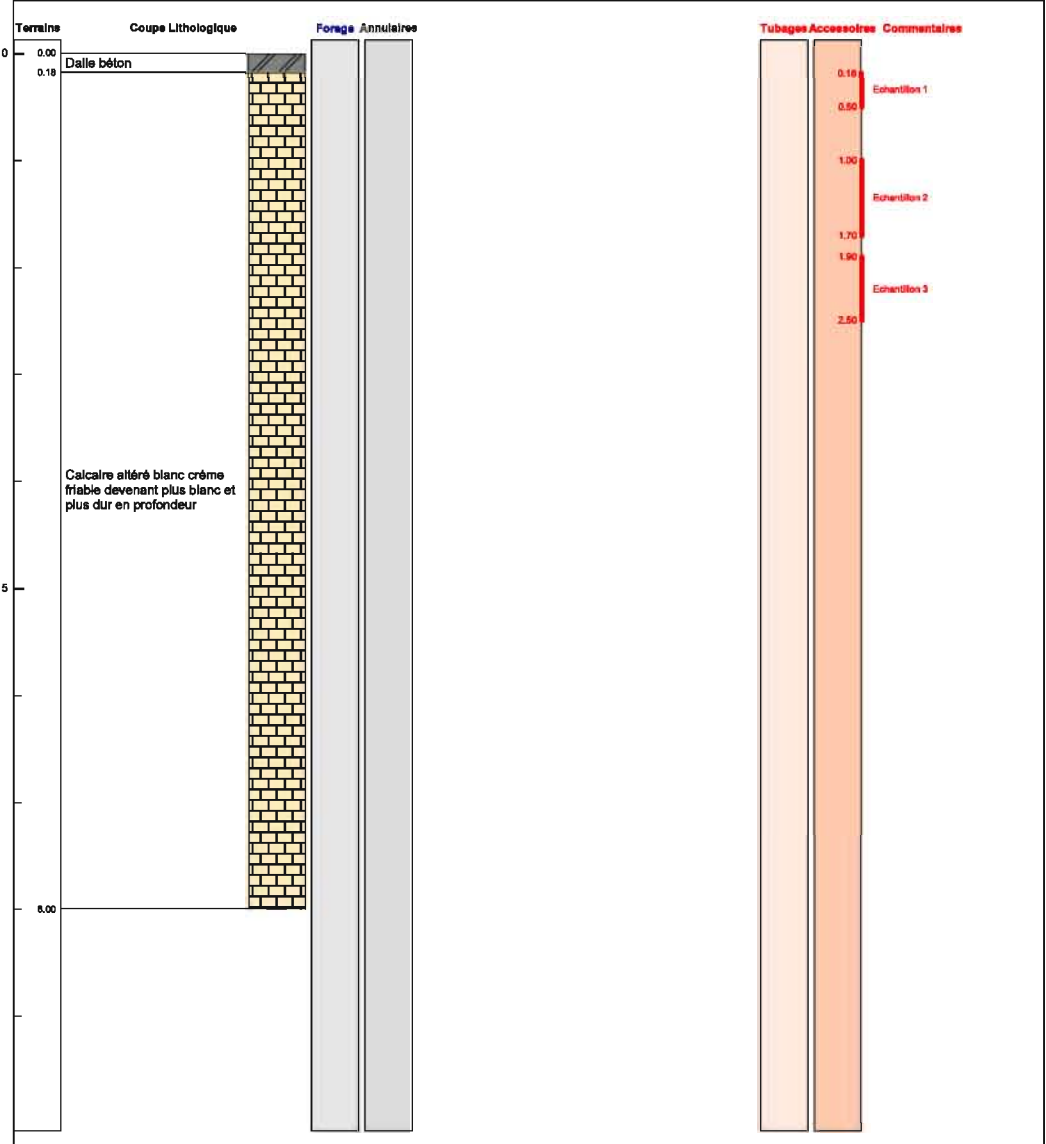 Terrains Coupe Lithologique Forage Annulaires Tubages Accessoires Commentaires
0 0.00
Dalle béton
0.18 0.18
Echantillon 1
0.50
1.00
Echantillon 2
1.70
1.90
Echantillon 3
2.50
Calcaire altéré blanc crème
friable devenant plus blanc et
plus dur en profondeur
5
8.00